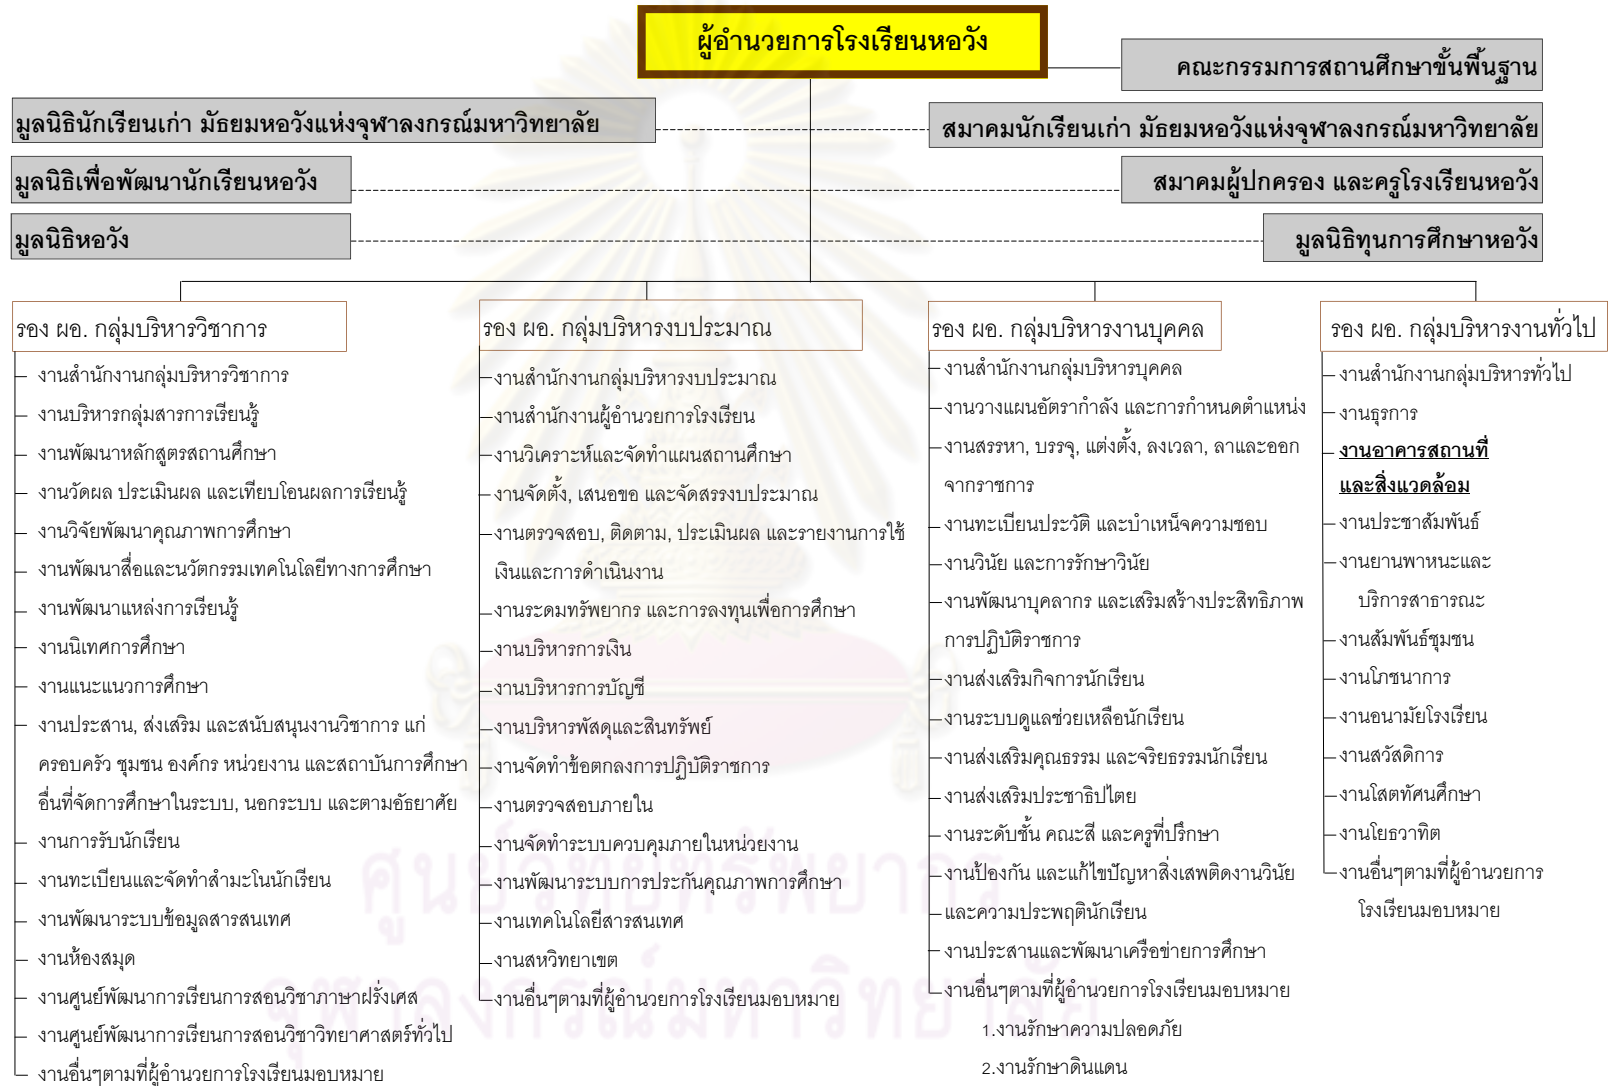 ผู้อำนวยการโรงเรียนหอวัง
คณะกรรมการสถานศึกษาขั้นพื้นฐาน
มูลนิธินักเรียนเก่า มัธยมหอวังแห่งจุฬาลงกรณ์มหาวิทยาลัย
สมาคมนักเรียนเก่า มัธยมหอวังแห่งจุฬาลงกรณ์มหาวิทยาลัย
มูลนิธิเพื่อพัฒนานักเรียนหอวัง
สมาคมผู้ปกครอง และครูโรงเรียนหอวัง
มูลนิธิหอวัง
มูลนิธิทุนการศึกษาหอวัง
รอง ผอ. กลุ่มบริหารวิชาการ
งานสำนักงานกลุ่มบริหารวิชาการ
งานบริหารกลุ่มสารการเรียนรู้
งานพัฒนาหลักสูตรสถานศึกษา
งานวัดผล ประเมินผล และเทียบโอนผลการเรียนรู้
งานวิจัยพัฒนาคุณภาพการศึกษา
งานพัฒนาสื่อและนวัตกรรมเทคโนโลยีทางการศึกษา
งานพัฒนาแหล่งการเรียนรู้
งานนิเทศการศึกษา
งานแนะแนวการศึกษา
งานประสาน, ส่งเสริม และสนับสนุนงานวิชาการ แก่
ครอบครัว ชุมชน องค์กร หน่วยงาน และสถาบันการศึกษา
อื่นที่จัดการศึกษาในระบบ, นอกระบบ และตามอัธยาศัย
งานการรับนักเรียน
งานทะเบียนและจัดทำสำมะโนนักเรียน
งานพัฒนาระบบข้อมูลสารสนเทศ
งานห้องสมุด
งานศูนย์พัฒนาการเรียนการสอนวิชาภาษาฝรั่งเศส
งานศูนย์พัฒนาการเรียนการสอนวิชาวิทยาศาสตร์ทั่วไป
งานอื่นๆตามที่ผู้อำนวยการโรงเรียนมอบหมาย
รอง ผอ. กลุ่มบริหารงบประมาณ
งานสำนักงานกลุ่มบริหารงบประมาณ
งานสำนักงานผู้อำนวยการโรงเรียน
งานวิเคราะห์และจัดทำแผนสถานศึกษา
งานจัดตั้ง, เสนอขอ และจัดสรรงบประมาณ
งานตรวจสอบ, ติดตาม, ประเมินผล และรายงานการใช้
เงินและการดำเนินงาน
งานระดมทรัพยากร และการลงทุนเพื่อการศึกษา
งานบริหารการเงิน
งานบริหารการบัญชี
งานบริหารพัสดุและสินทรัพย์
งานจัดทำข้อตกลงการปฏิบัติราชการ
งานตรวจสอบภายใน
งานจัดทำระบบควบคุมภายในหน่วยงาน
งานพัฒนาระบบการประกันคุณภาพการศึกษา
งานเทคโนโลยีสารสนเทศ
งานสหวิทยาเขต
งานอื่นๆตามที่ผู้อำนวยการโรงเรียนมอบหมาย
รอง ผอ. กลุ่มบริหารงานบุคคล
งานสำนักงานกลุ่มบริหารบุคคล
งานวางแผนอัตรากำลัง และการกำหนดตำแหน่ง
งานสรรหา, บรรจุ, แต่งตั้ง, ลงเวลา, ลาและออก
จากราชการ
งานทะเบียนประวัติ และบำเหน็จความชอบ
งานวินัย และการรักษาวินัย
งานพัฒนาบุคลากร และเสริมสร้างประสิทธิภาพ
การปฏิบัติราชการ
งานส่งเสริมกิจการนักเรียน
งานระบบดูแลช่วยเหลือนักเรียน
งานส่งเสริมคุณธรรม และจริยธรรมนักเรียน
งานส่งเสริมประชาธิปไตย
งานระดับชั้น คณะสี และครูที่ปรึกษา
งานป้องกัน และแก้ไขปัญหาสิ่งเสพติดงานวินัย
และความประพฤตินักเรียน
งานประสานและพัฒนาเครือข่ายการศึกษา
งานอื่นๆตามที่ผู้อำนวยการโรงเรียนมอบหมาย
1.งานรักษาความปลอดภัย
2.งานรักษาดินแดน
รอง ผอ. กลุ่มบริหารงานทั่วไป
งานสำนักงานกลุ่มบริหารทั่วไป
งานธุรการ
งานอาคารสถานที่
และสิ่งแวดล้อม
งานประชาสัมพันธ์
งานยานพาหนะและ
บริการสาธารณะ
งานสัมพันธ์ชุมชน
งานโภชนาการ
งานอนามัยโรงเรียน
งานสวัสดิการ
งานโสตทัศนศึกษา
งานโยธวาทิต
งานอื่นๆตามที่ผู้อำนวยการ
โรงเรียนมอบหมาย
ศูนย์วิทยทรัพยากร
จุฬาลงกรณ์มหาวิทยาลัย